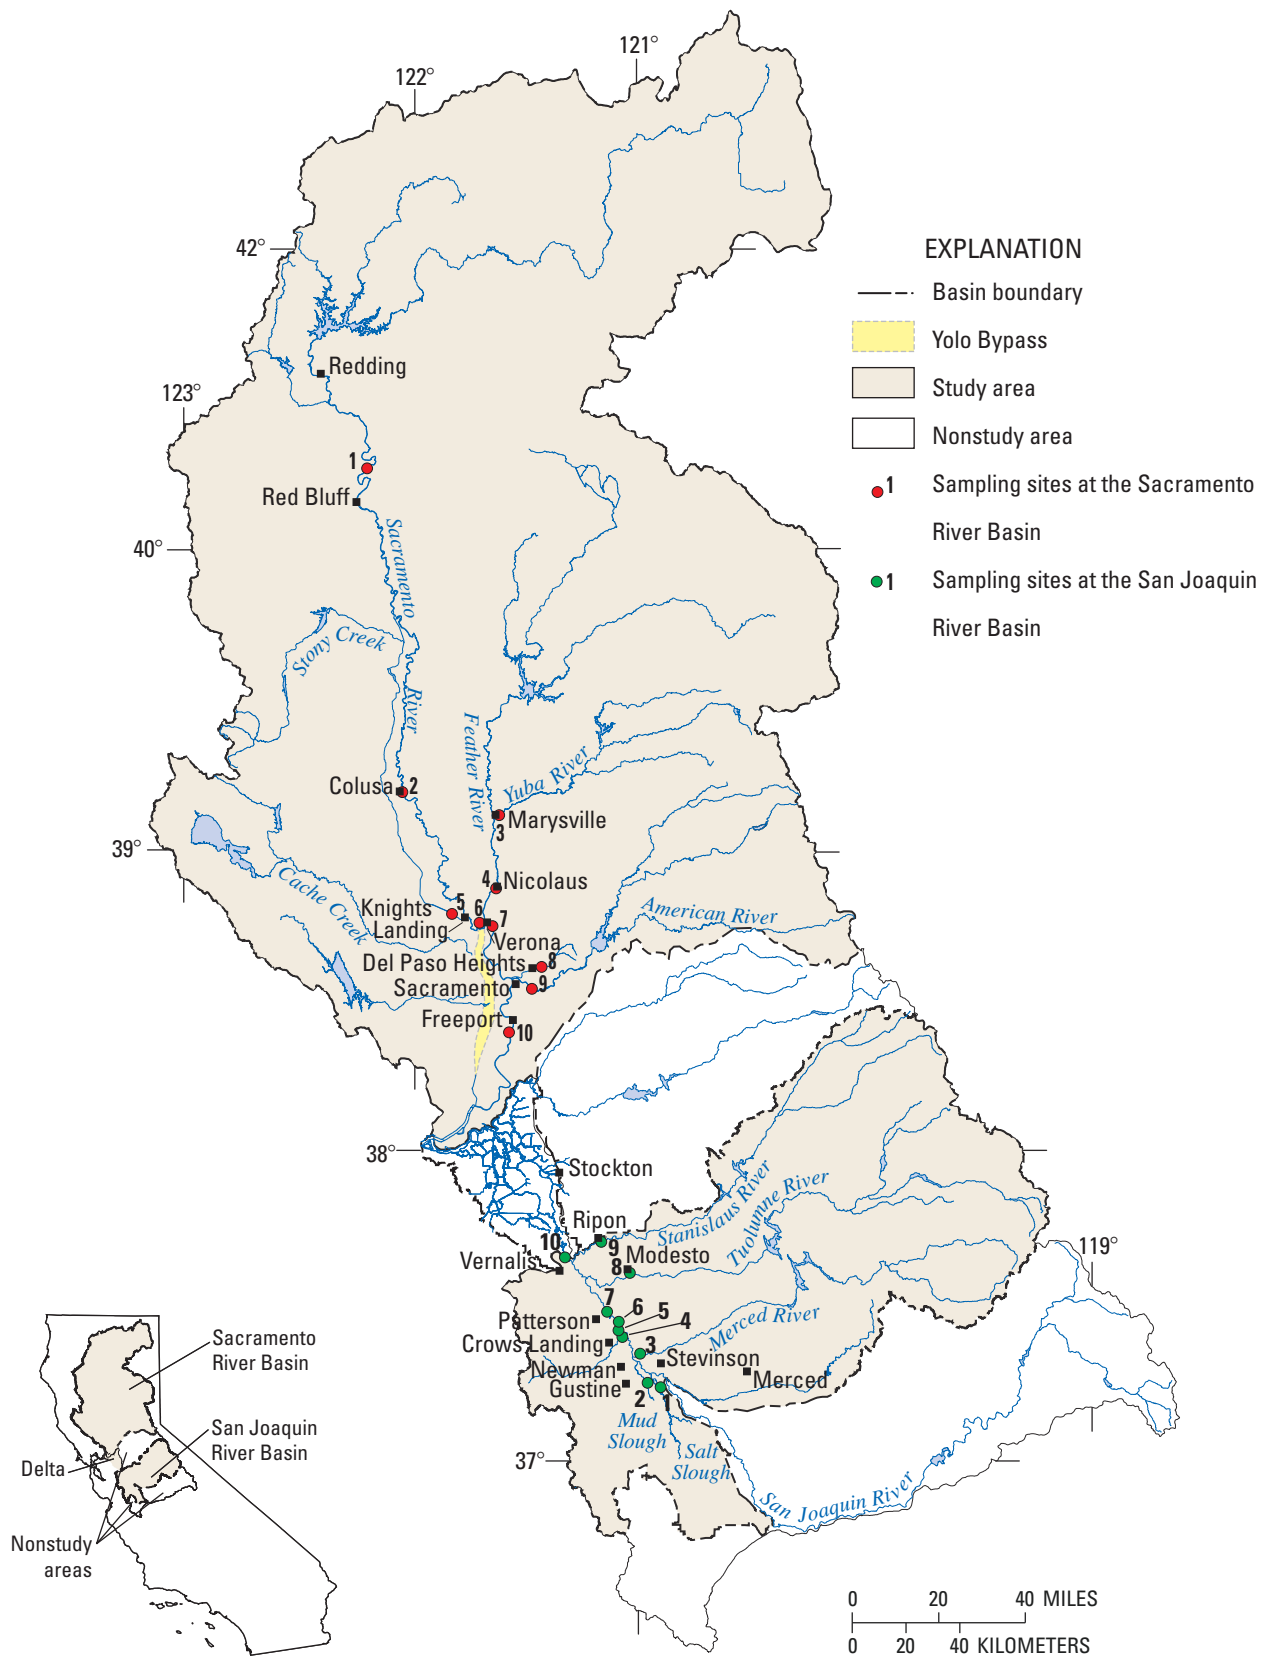 121°
122°
42°
EXPLANATION
Basin boundary
Yolo Bypass
Study area
Nonstudy area
1 Sampling sites at the Sacramento
River Basin
1 Sampling sites at the San Joaquin
River Basin
Redding
123°
1
Red Bluff
40°
Sacramento
River
Stony Creek
Feather River
Yuba River
Colusa
2
Marysville
3
39°
4
Nicolaus
Cache Creek
Knights
Landing
5
6
7
Verona
American River
Del Paso Heights
8
Sacramento
9
Freeport
10
38°
Stockton
Ripon
Stanislaus River
Tuolumne River
10
9
Modesto
Vernalis
8
119°
7
6
5
4
Patterson
Crows Landing
Merced River
3
Stevinson
Newman
Merced
Gustine
2
1
Mud
Slough
Salt
Slough
37°
San Joaquin River
Sacramento
River Basin
San Joaquin
River Basin
Delta
Nonstudy
areas
0 20 40 MILES
0 20 40 KILOMETERS